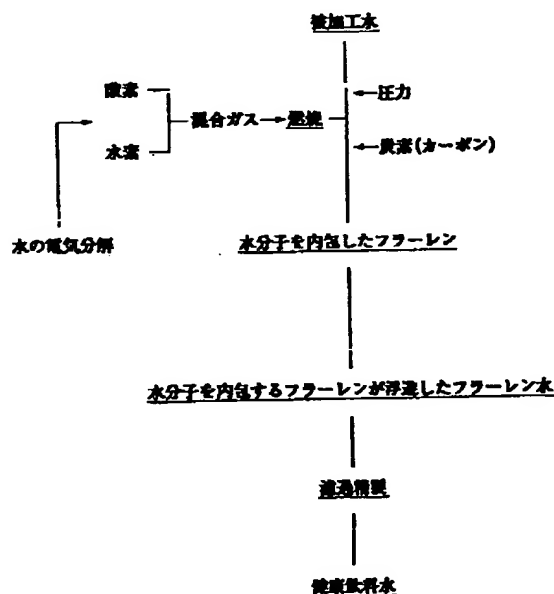 被加工水
酸素
圧力
混合ガス
燃焼
水素
炭素(カーボン)
水の電気分解
水分子を内包したフラーレン
水分子を内包するフラーレンが浮遊したフラーレン水
濾過精製
健康飲料水